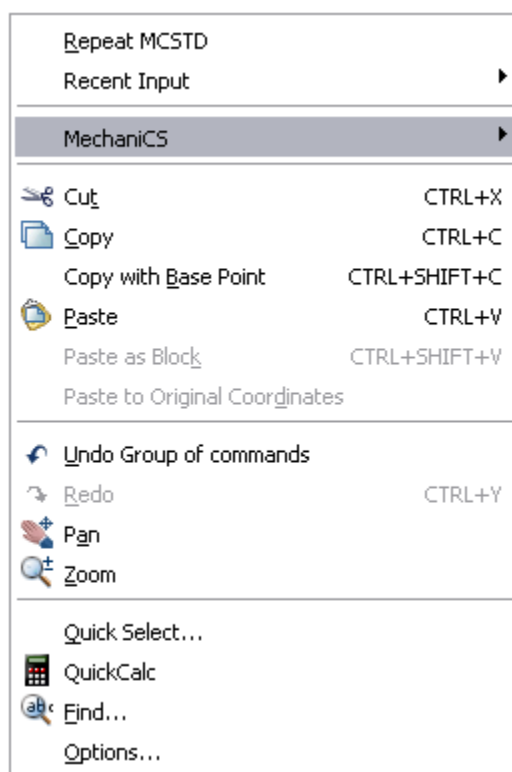 Repeat MCSTD
Recent Input
MechaniCS
Cut CTRL+X
Copy CTRL+C
Copy with Base Point CTRL+SHIFT+C
Paste CTRL+V
Paste as Block CTRL+SHIFT+V
Paste to Original Coordinates
Undo Group of commands
Redo CTRL+Y
Pan
Zoom
Quick Select...
QuickCalc
Find...
Options...